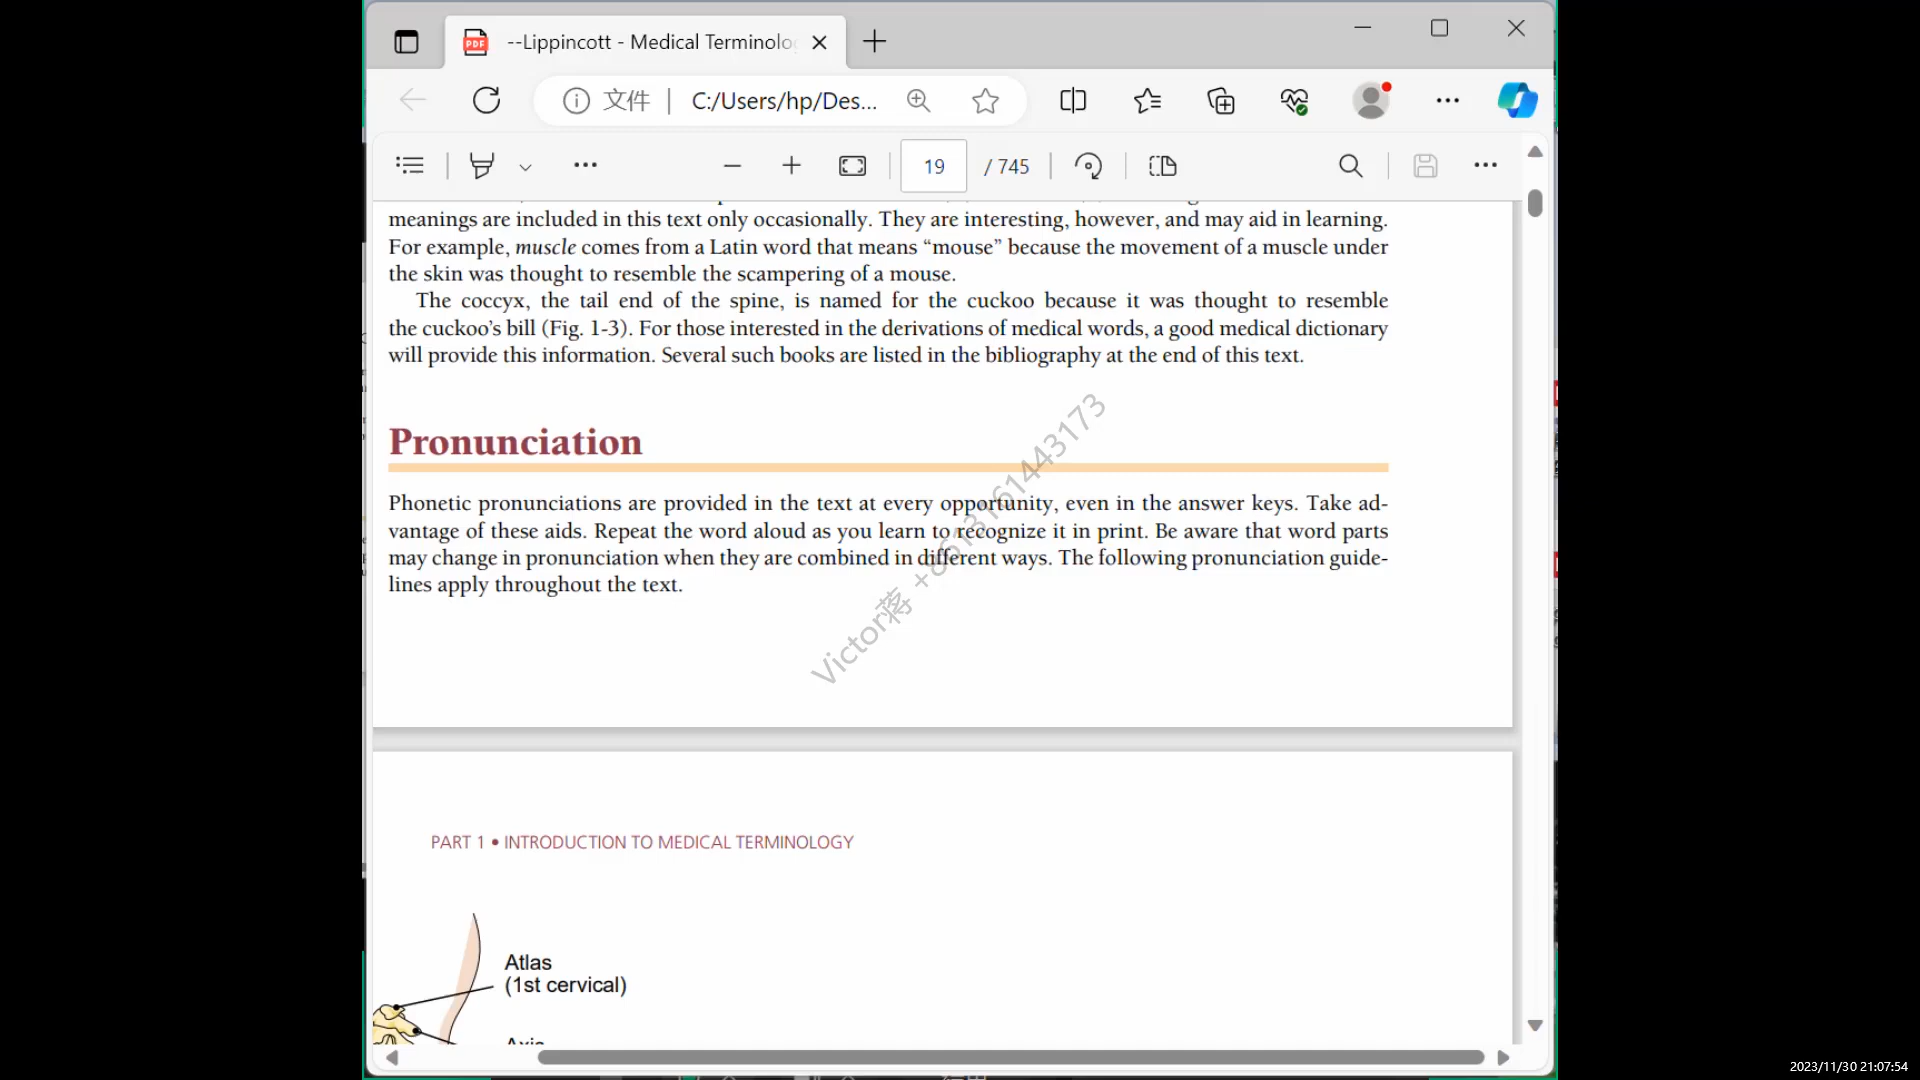 --Lippincott - Medical Terminolo
文件 | C:/Users/hp/Des...
19 / 745
meanings are included in this text only occasionally. They are interesting, however, and may aid in learning.
For example, muscle comes from a Latin word that means “mouse” because the movement of a muscle under
the skin was thought to resemble the scampering of a mouse.
The coccyx, the tail end of the spine, is named for the cuckoo because it was thought to resemble
the cuckoo’s bill (Fig. 1-3). For those interested in the derivations of medical words, a good medical dictionary
will provide this information. Several such books are listed in the bibliography at the end of this text.
Pronunciation
Phonetic pronunciations are provided in the text at every opportunity, even in the answer keys. Take ad-
vantage of these aids. Repeat the word aloud as you learn to recognize it in print. Be aware that word parts
may change in pronunciation when they are combined in different ways. The following pronunciation guide-
lines apply throughout the text.
Victor蒋 +8613161443173
PART 1 • INTRODUCTION TO MEDICAL TERMINOLOGY
Atlas
(1st cervical)
2023/11/30 21:07:54